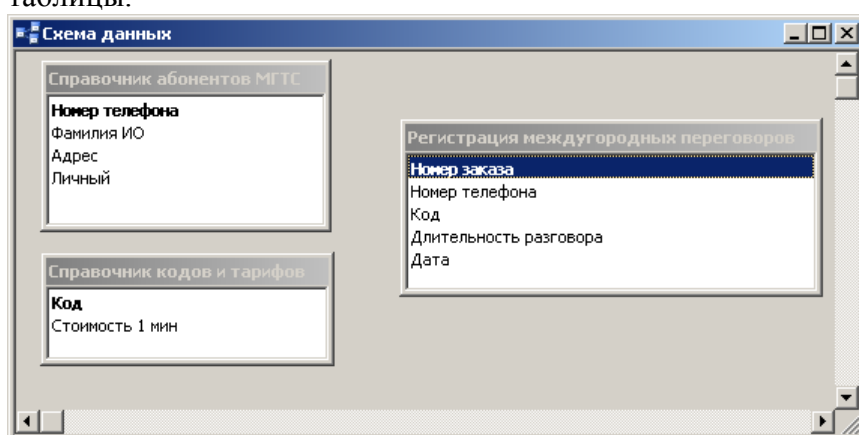 таблицы.
Схема данных
Справочник абонентов МГТС
Номер телефона
Фамилия ИО
Адрес
Личный
Регистрация междугородных переговоров
Номер заказа
Номер телефона
Код
Длительность разговора
Дата
Справочник кодов и тарифов
Код
Стоимость 1 мин